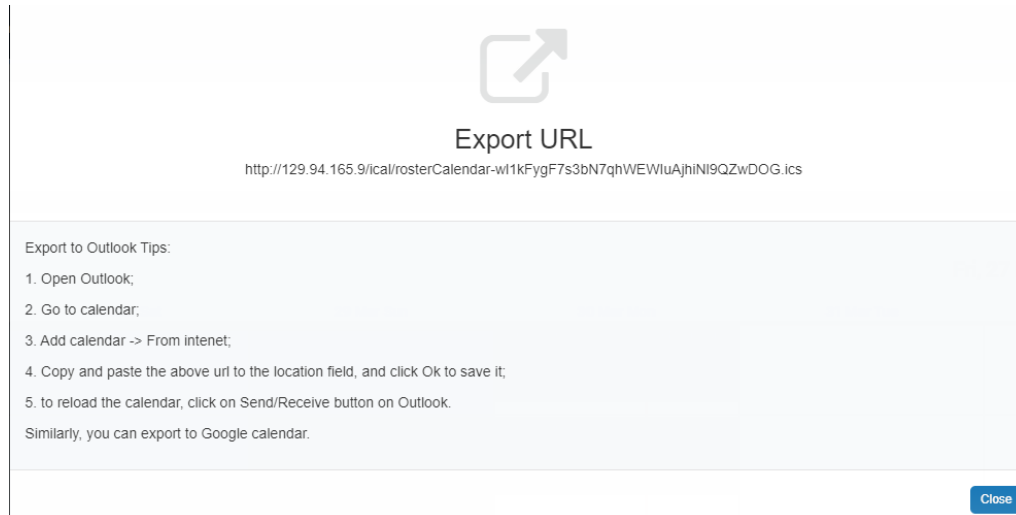 Export URL
http://129.94.165.9/ical/rosterCalendar-wI1kFygF7s3bN7qhWEWIuAjhiNI9QZwDOG.ics
Export to Outlook Tips:
1. Open Outlook;
2. Go to calendar;
3. Add calendar -> From intenet;
4. Copy and paste the above url to the location field, and click Ok to save it;
5. to reload the calendar, click on Send/Receive button on Outlook.
Similarly, you can export to Google calendar.
Close